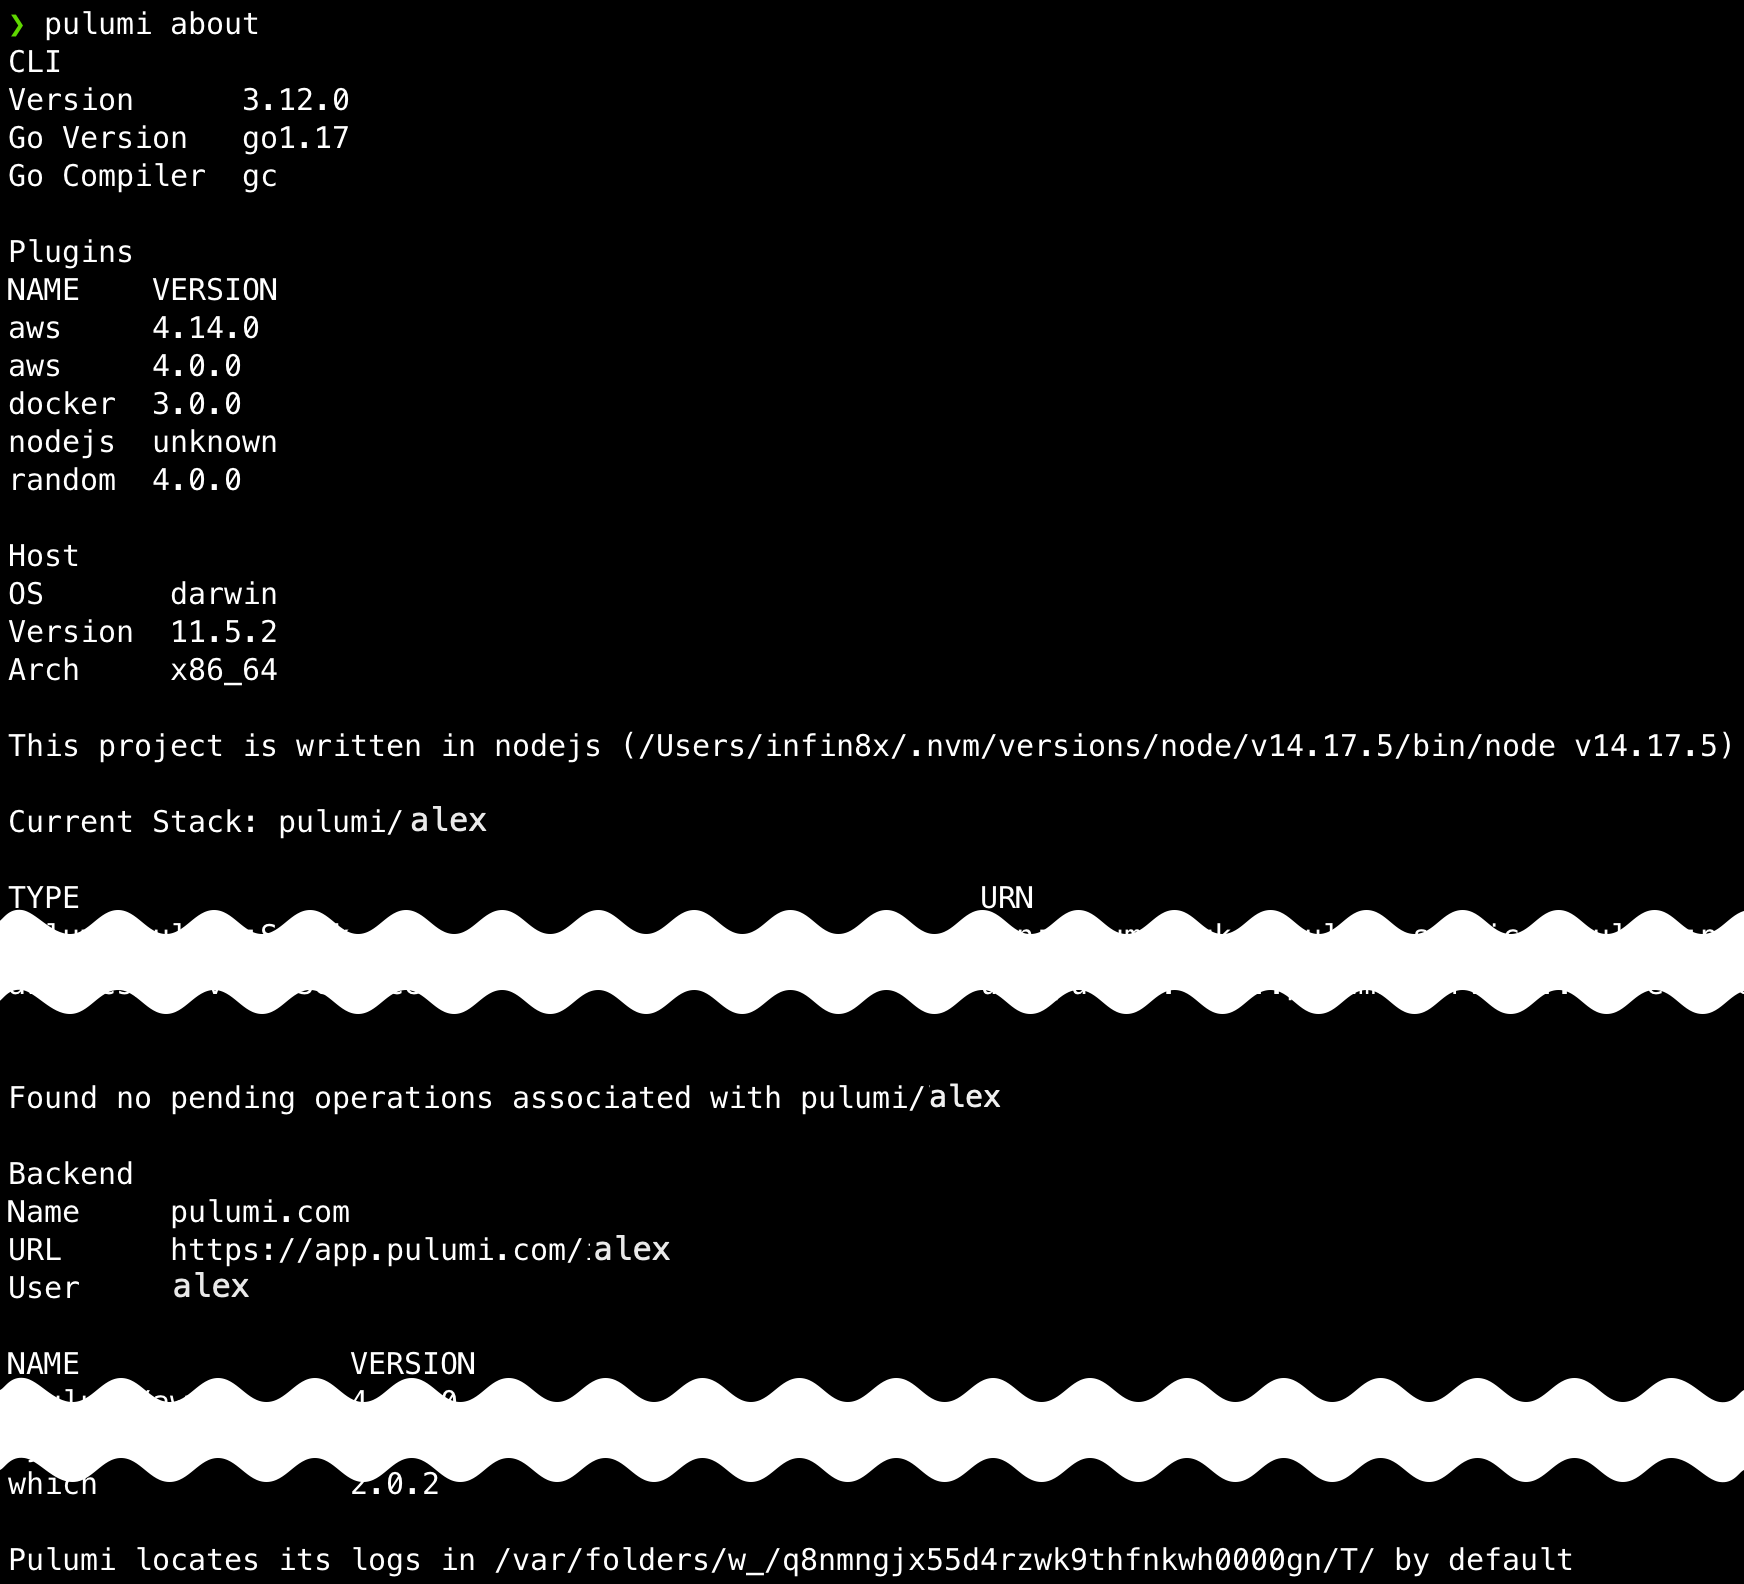 ❯ pulumi about
CLI
Version      3.12.0
Go Version   go1.17
Go Compiler  gc
Plugins
NAME    VERSION
aws     4.14.0
aws     4.0.0
docker  3.0.0
nodejs  unknown
random  4.0.0
Host
OS       darwin
Version  11.5.2
Arch     x86_64
This project is written in nodejs (/Users/infin8x/.nvm/versions/node/v14.17.5/bin/node v14.17.5)
Current Stack: pulumi/alex
TYPE                                                  URN
Found no pending operations associated with pulumi/alex
Backend
Name     pulumi.com
URL      https://app.pulumi.com/alex
User     alex
NAME               VERSION
which              2.0.2
Pulumi locates its logs in /var/folders/w_/q8nmngjx55d4rzwk9thfnkwh0000gn/T/ by default